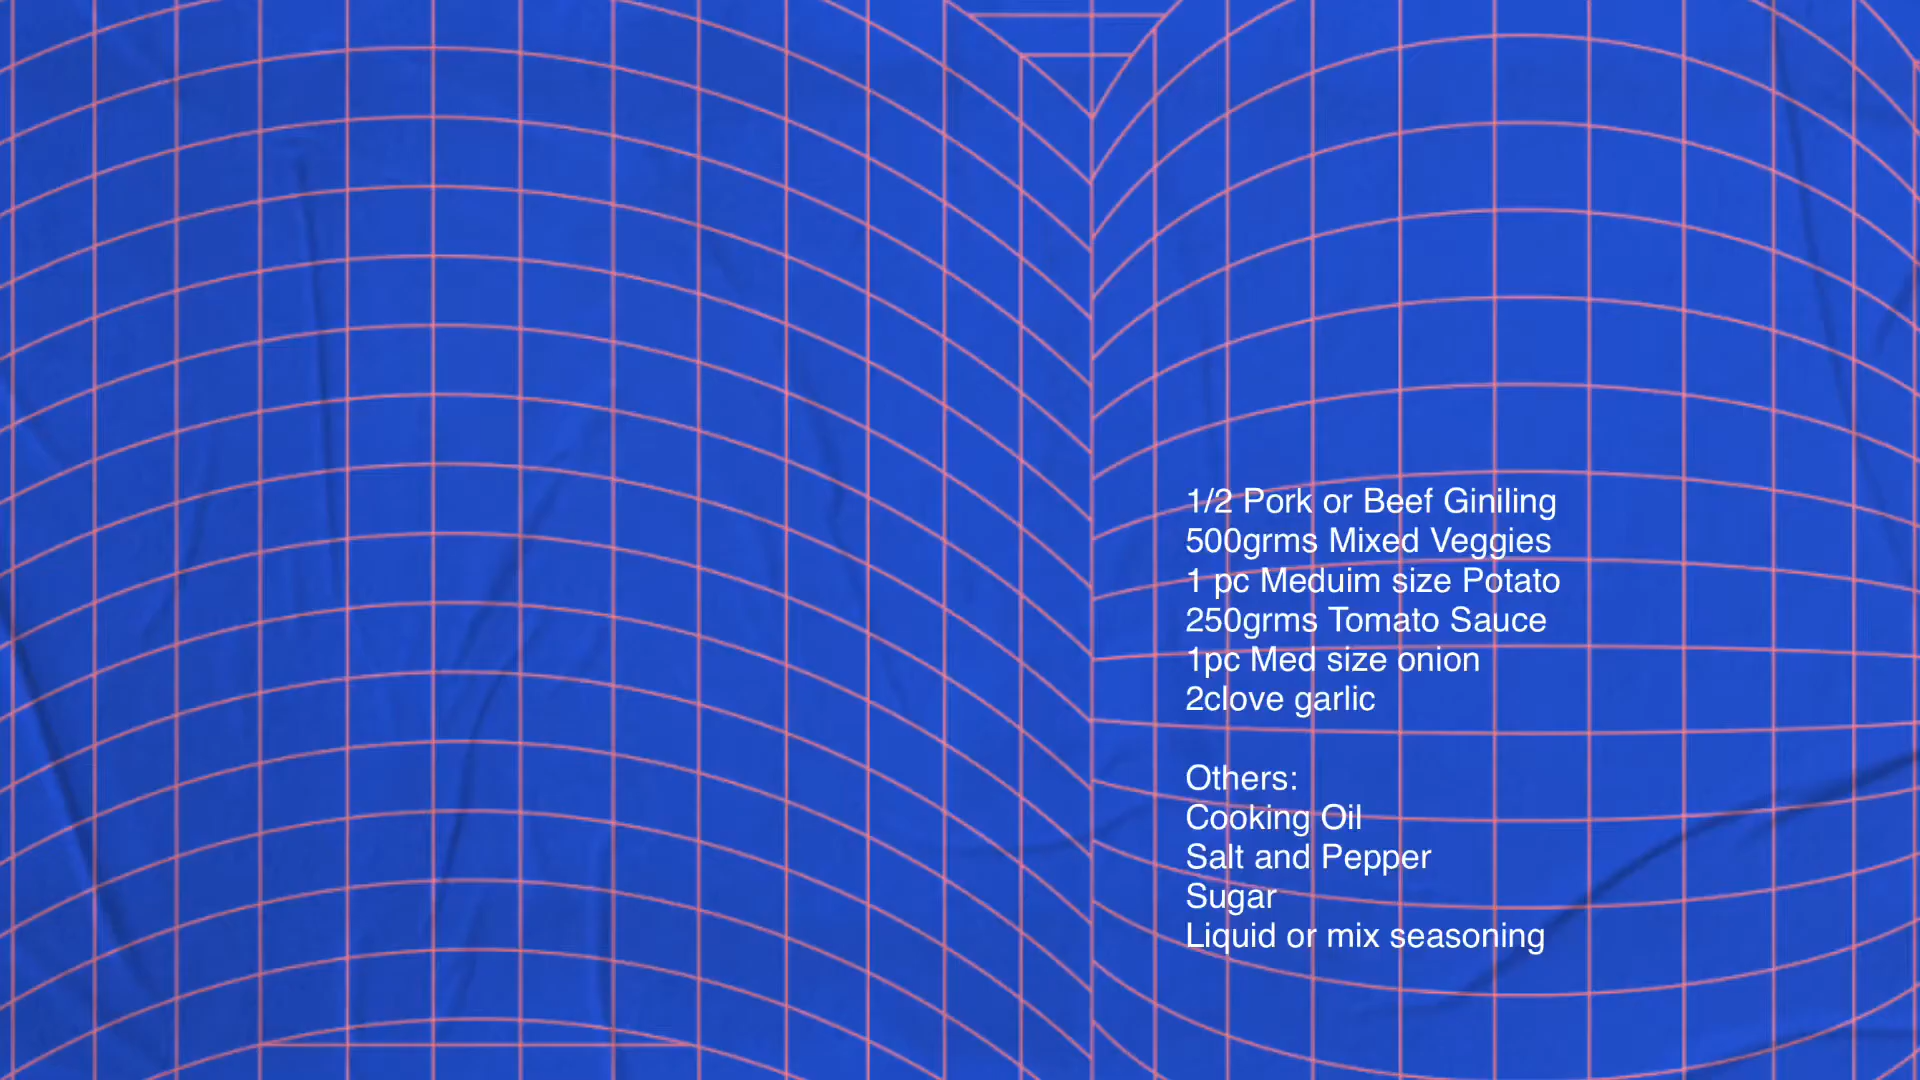 1/2 Pork or Beef Giniling
500grms Mixed Veggies
1 pc Meduim size Potato
250grms Tomato Sauce
1pc Med size onion
2clove garlic

Others:
Cooking Oil
Salt and Pepper
Sugar
Liquid or mix seasoning